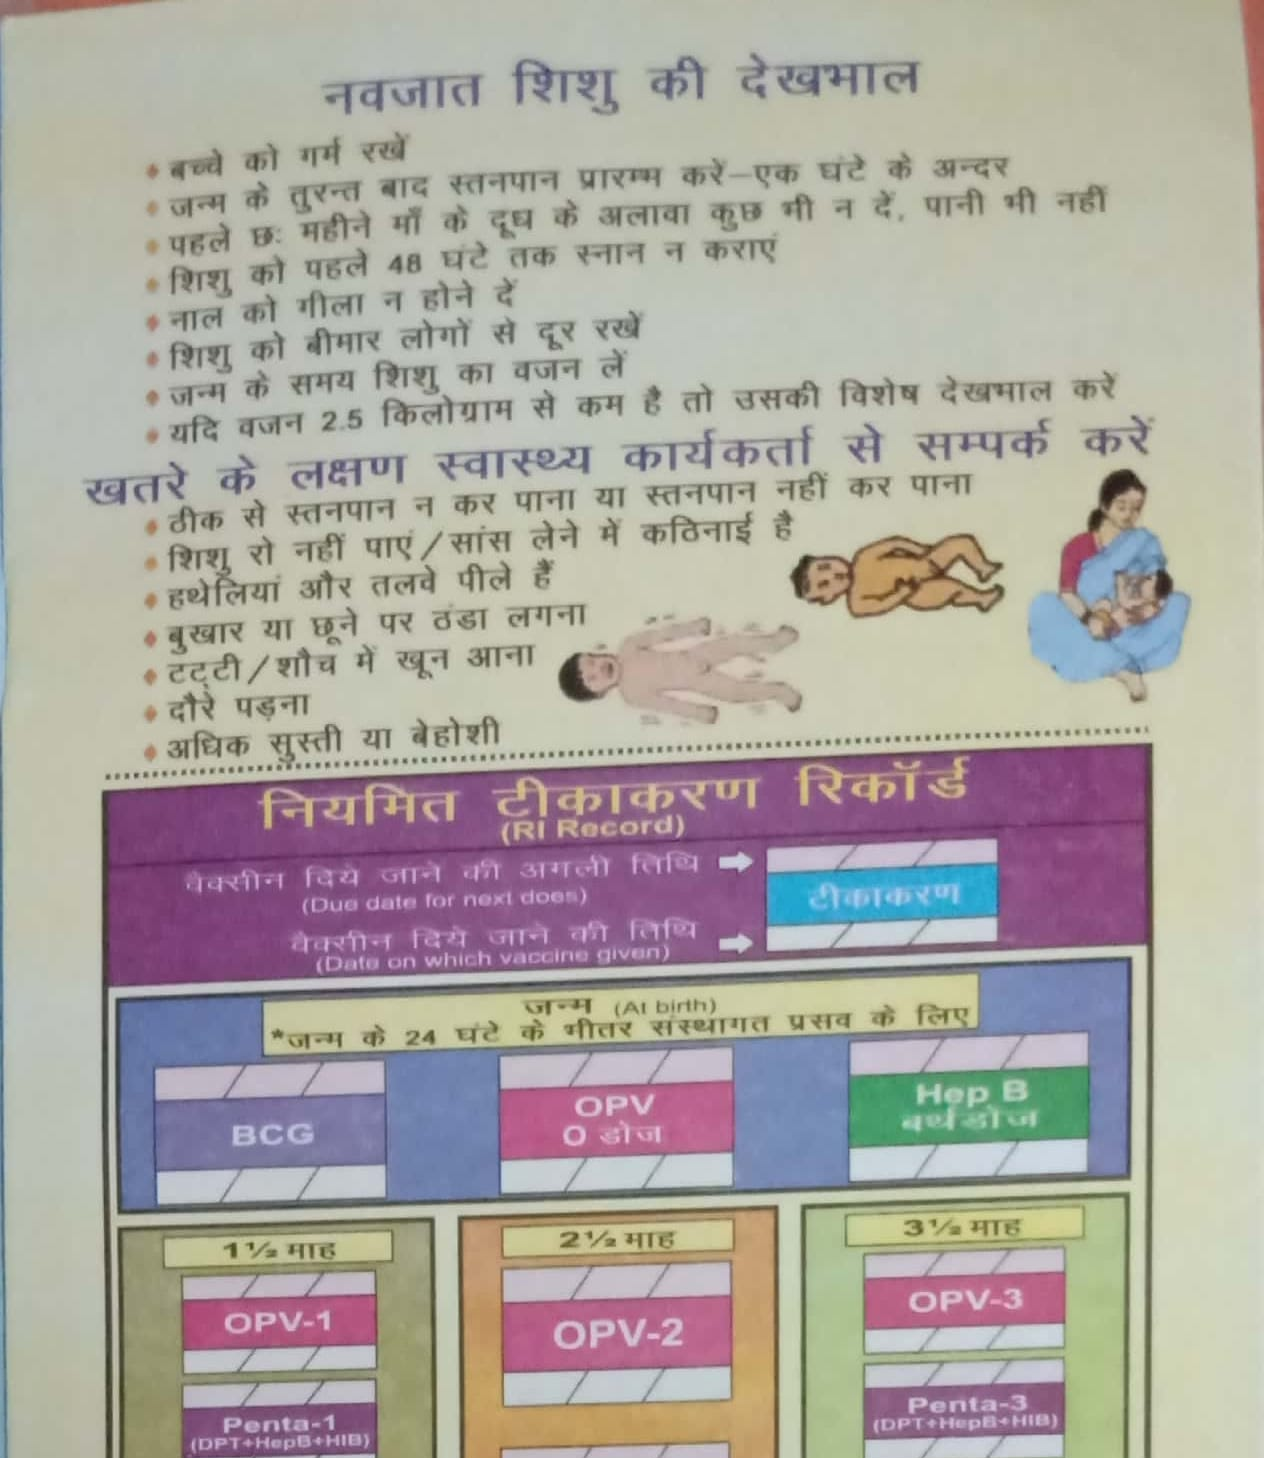 नवजात शिशु की देखभाल
बच्चे को गर्म रखें
जन्म के तुरन्त बाद स्तनपान प्रारम्भ करें–एक घंटे के अन्दर
पहले छः महीने माँ के दूध के अलावा कुछ भी न दें, पानी भी नहीं
शिशु को पहले 48 घंटे तक स्नान न कराएं
नाल को गीला न होने दें
शिशु को बीमार लोगों से दूर रखें
जन्म के समय शिशु का वजन लें
यदि वजन 2.5 किलोग्राम से कम है तो उसकी विशेष देखभाल करें
खतरे के लक्षण स्वास्थ्य कार्यकर्ता से सम्पर्क करें
ठीक से स्तनपान न कर पाना या स्तनपान नहीं कर पाना
शिशु रो नहीं पाएं/सांस लेने में कठिनाई है
हथेलियां और तलवे पीले हैं
बुखार या छूने पर ठंडा लगना
टट्टी/शौच में खून आना
दौरे पड़ना
अधिक सुस्ती या बेहोशी
नियमित टीकाकरण रिकॉर्ड
(RI Record)
वैक्सीन दिये जाने की अगली तिथि
(Due date for next does)
टीकाकरण
वैक्सीन दिये जाने की तिथि
(Date on which vaccine given)
जन्म (At birth)
*जन्म के 24 घंटे के भीतर संस्थागत प्रसव के लिए
BCG
OPV
0 डोज
Hep B
बर्थडोज
1½ माह
2½ माह
3½ माह
OPV-1
OPV-2
OPV-3
Penta-1
(DPT+HepB+HIB)
Penta-3
(DPT+HepB+HIB)